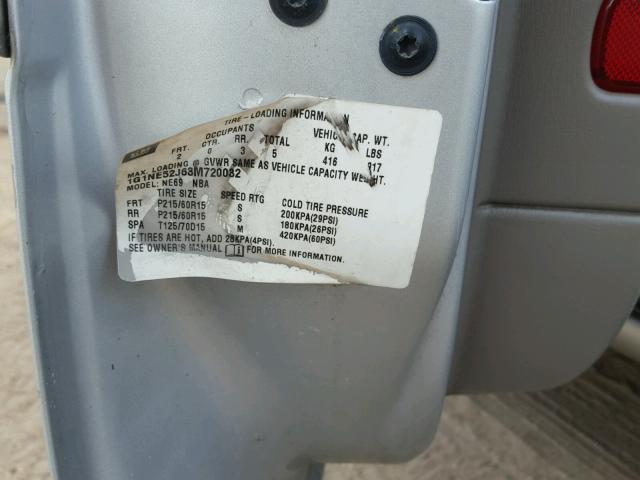 TIRE-LOADING INFORMATION
OCCUPANTS VEHICLE CAP. WT.
FRT. CTR. RR TOTAL KG LBS
2 0 3 5 416 917
MAX. LOADING @ GVWR SAME AS VEHICLE CAPACITY WEIGHT.
1G1NE52J63M720082
MODEL: NE69 NBA
TIRE SIZE SPEED RTG COLD TIRE PRESSURE
FRT P215/60R15 S 200KPA(29PSI)
RR P215/60R15 S 180KPA(26PSI)
SPA T125/70D15 M 420KPA(60PSI)
IF TIRES ARE HOT, ADD 28KPA(4PSI).
SEE OWNER'S MANUAL FOR MORE INFORMATION.